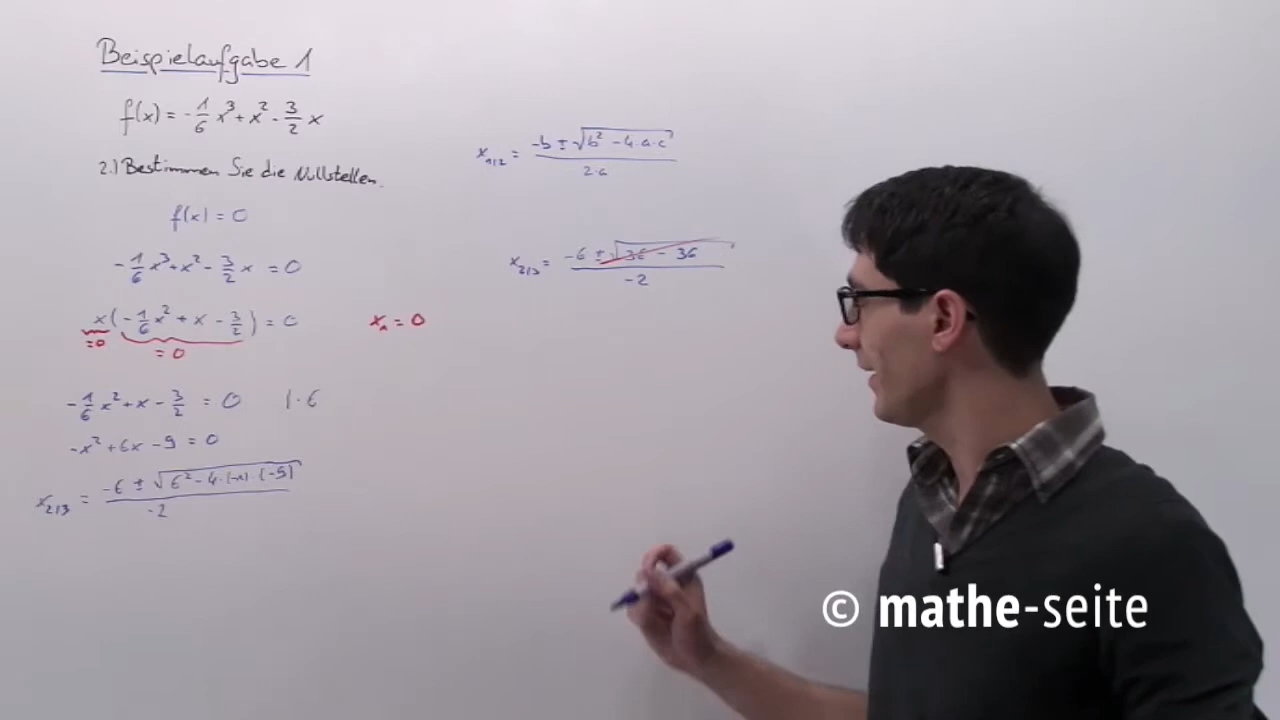 Beispielaufgabe 1
f(x) = -1/6 x³ + x² - 3/2 x
2.) Bestimmen Sie die Nullstellen.
f(x) = 0
-1/6 x³ + x² - 3/2 x = 0
x(-1/6 x² + x - 3/2) = 0
=0
= 0
x₁ = 0
-1/6 x² + x - 3/2 = 0 |·6
-x² + 6x - 9 = 0
x₂/₃ = (-6 ± √(6² - 4·(-1)·(-9))) / -2
x₁/₂ = (-b ± √(b² - 4·a·c)) / 2·a
x₂/₃ = (-6 ± √(36 - 36)) / -2
© mathe-seite